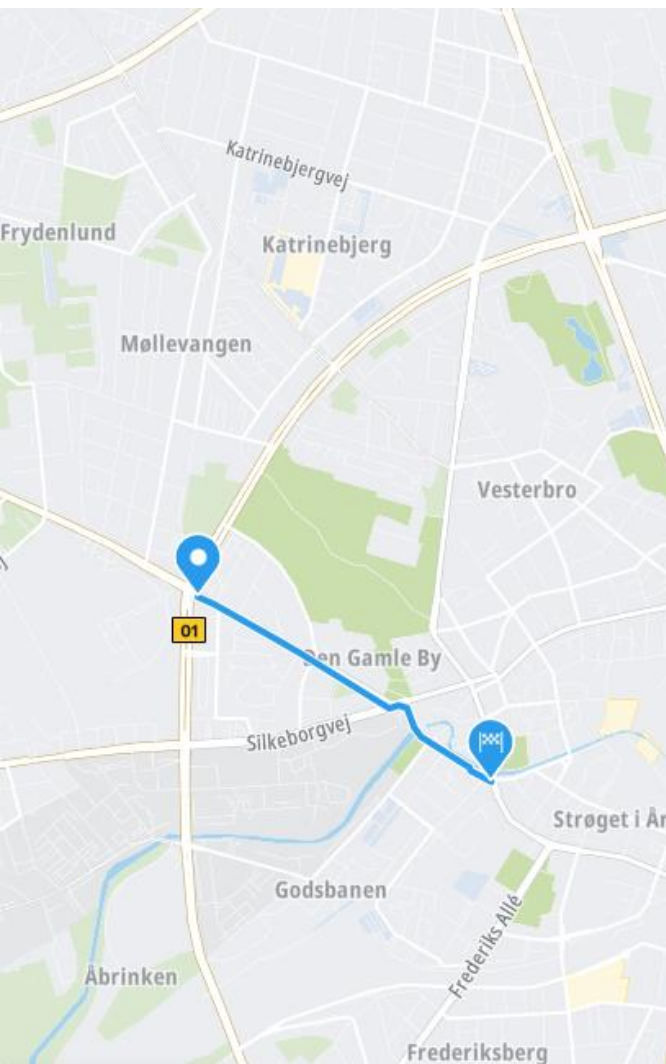 Katrinebjergvej
Frydenlund
Katrinebjerg
Møllevangen
Vesterbro
01
Den Gamle By
Silkeborgvej
Strøget i År
Godsbanen
Frederiks Allé
Åbrinken
Frederiksberg